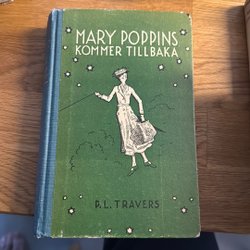 MARY POPPINS
KOMMER TILLBAKA
P. L. TRAVERS